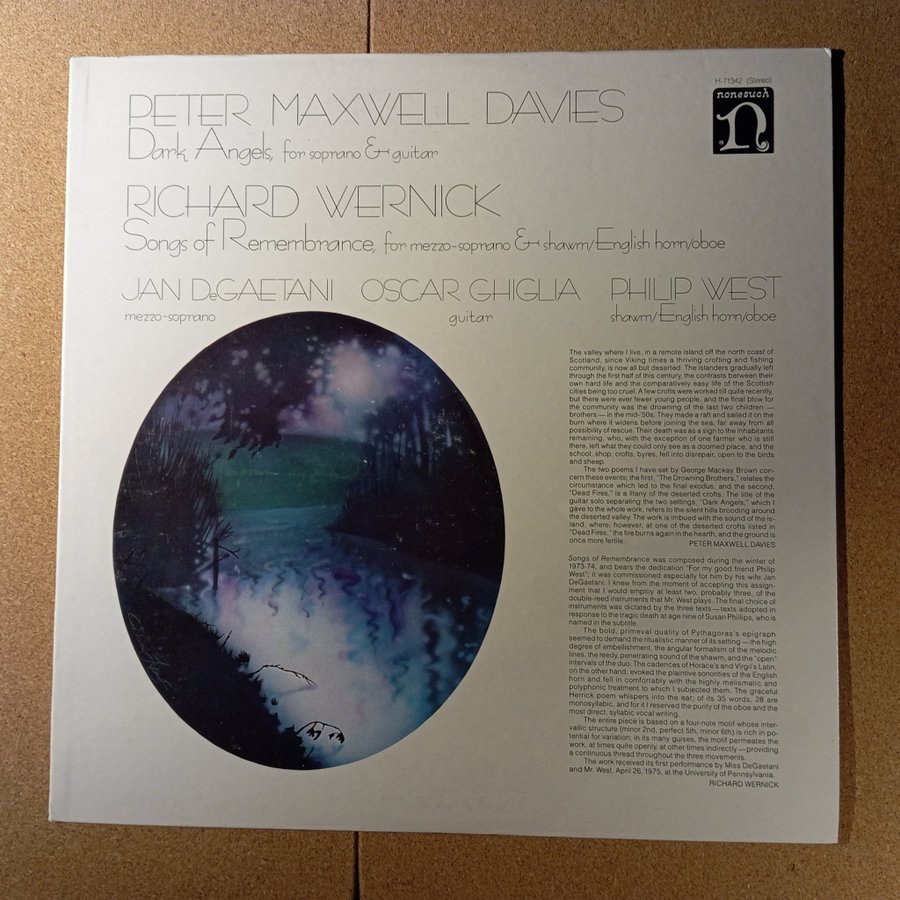 H-71342 (Stereo)
nonesuch
n
PETER MAXWELL DAVIES
Dark Angels, for soprano & guitar
RICHARD WERNICK
Songs of Remembrance, for mezzo-soprano & shawm/English horn/oboe
JAN DeGAETANI OSCAR GHIGLIA PHILIP WEST
mezzo-soprano guitar shawm/English horn/oboe
The valley where I live, in a remote island off the north coast of
Scotland, since Viking times a thriving crofting and fishing
community, is now all but deserted. The islanders gradually left
through the first half of this century, the contrasts between their
own hard life and the comparatively easy life of the Scottish
cities being too cruel. A few crofts were worked till quite recently,
but there were ever fewer young people, and the final blow for
the community was the drowning of the last two children —
brothers — in the mid-'50s. They made a raft and sailed it on the
burn where it widens before joining the sea, far away from all
possibility of rescue. Their death was as a sign to the inhabitants
remaining, who, with the exception of one farmer who is still
there, left what they could only see as a doomed place, and the
school, shop, crofts, byres, fell into disrepair, open to the birds
and sheep.
The two poems I have set by George Mackay Brown con-
cern these events; the first, "The Drowning Brothers," relates the
circumstance which led to the final exodus, and the second,
"Dead Fires," is a litany of the deserted crofts. The title of the
guitar solo separating the two settings, "Dark Angels," which I
gave to the whole work, refers to the silent hills brooding around
the deserted valley. The work is imbued with the sound of the is-
land, where, however, at one of the deserted crofts listed in
"Dead Fires," the fire burns again in the hearth, and the ground is
once more fertile.
PETER MAXWELL DAVIES
Songs of Remembrance was composed during the winter of
1973-74, and bears the dedication "For my good friend Philip
West"; it was commissioned especially for him by his wife Jan
DeGaetani. I knew from the moment of accepting this assign-
ment that I would employ at least two, probably three, of the
double-reed instruments that Mr. West plays. The final choice of
instruments was dictated by the three texts — texts adopted in
response to the tragic death at age nine of Susan Phillips, who is
named in the subtitle.
The bold, primeval quality of Pythagoras's epigraph
seemed to demand the ritualistic manner of its setting — the high
degree of embellishment, the angular formalism of the melodic
lines, the reedy, penetrating sound of the shawm, and the "open"
intervals of the duo. The cadences of Horace's and Virgil's Latin,
on the other hand, evoked the plaintive sonorities of the English
horn and fell in comfortably with the highly melismatic and
polyphonic treatment to which I subjected them. The graceful
Herrick poem whispers into the ear; of its 35 words, 28 are
monosyllabic, and for it I reserved the purity of the oboe and the
most direct, syllabic vocal writing.
The entire piece is based on a four-note motif whose inter-
vallic structure (minor 2nd, perfect 5th, minor 6th) is rich in po-
tential for variation; in its many guises, the motif permeates the
work, at times quite openly, at other times indirectly — providing
a continuous thread throughout the three movements.
The work received its first performance by Miss DeGaetani
and Mr. West, April 26, 1975, at the University of Pennsylvania.
RICHARD WERNICK